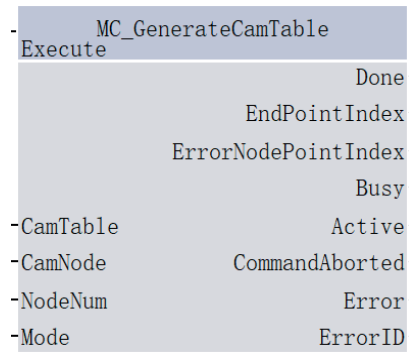 MC_GenerateCamTable
Execute
Done
EndPointIndex
ErrorNodePointIndex
Busy
CamTable Active
CamNode CommandAborted
NodeNum Error
Mode ErrorID